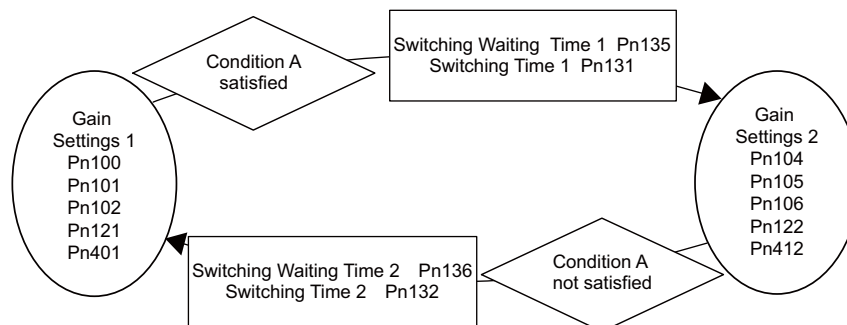 Condition A
satisfied
Switching Waiting Time 1 Pn135
Switching Time 1 Pn131
Gain
Settings 1
Pn100
Pn101
Pn102
Pn121
Pn401
Gain
Settings 2
Pn104
Pn105
Pn106
Pn122
Pn412
Switching Waiting Time 2 Pn136
Switching Time 2 Pn132
Condition A
not satisfied